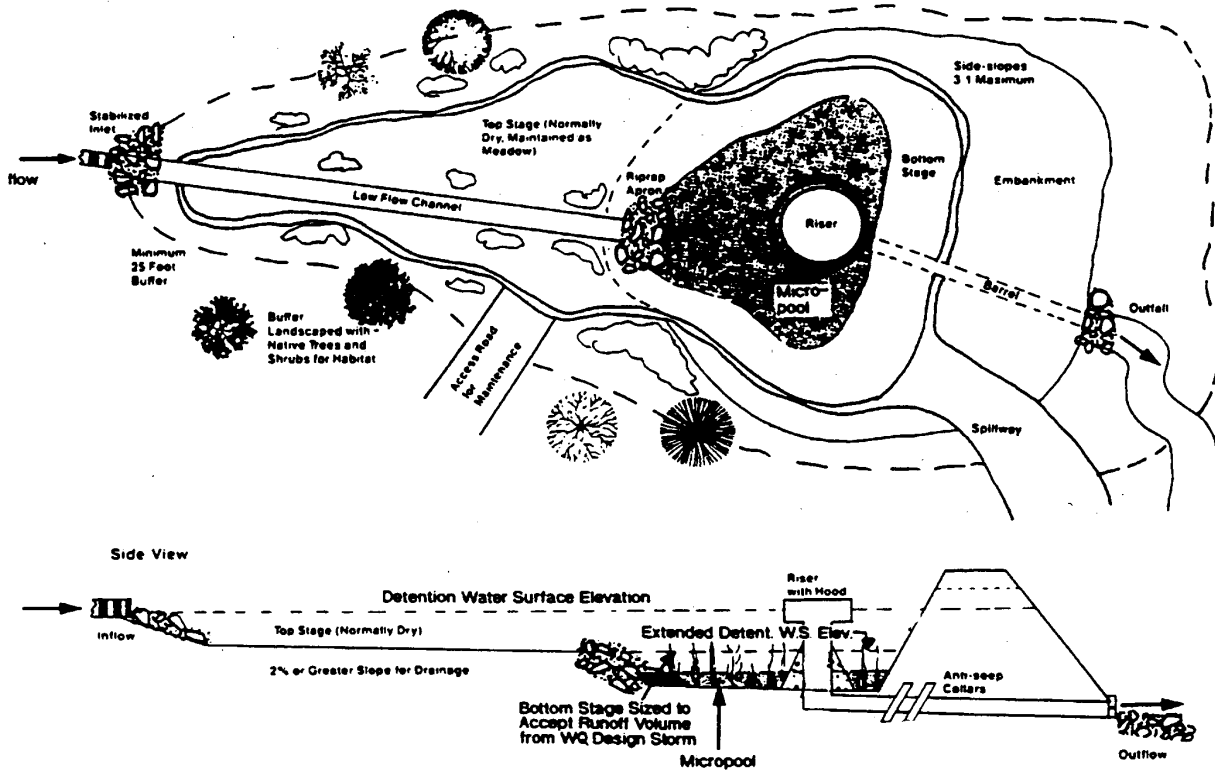 Side-slopes
3:1 Maximum
Stabilized
Inlet
Top Stage (Normally
Dry, Maintained as
Meadow)
flow
Riprap
Apron
Bottom
Stage
Embankment
Low Flow Channel
Riser
Minimum
25 Foot
Buffer
Micro-
pool
Barrel
Outfall
Buffer
Landscaped with
Native Trees and
Shrubs for Habitat
Access Road
for
Maintenance
Spillway
Side View
Riser
with Hood
Detention Water Surface Elevation
Inflow
Top Stage (Normally Dry)
Extended Detent. W.S. Elev.
2% or Greater Slope for Drainage
Anti-seep
Collars
Bottom Stage Sized to
Accept Runoff Volume
from WQ Design Storm
Micropool
Outflow